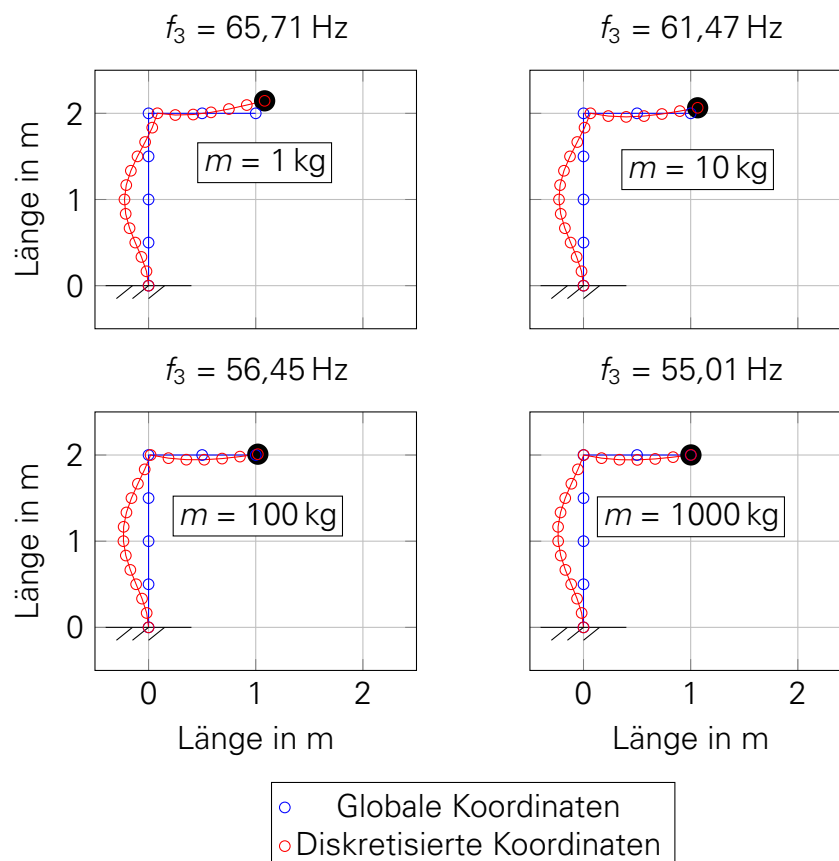 f₃ = 65,71 Hz
f₃ = 61,47 Hz
Länge in m
2
1
0
m = 1 kg
m = 10 kg
f₃ = 56,45 Hz
f₃ = 55,01 Hz
Länge in m
2
1
0
m = 100 kg
m = 1000 kg
0 1 2
0 1 2
Länge in m
Länge in m
Globale Koordinaten
Diskretisierte Koordinaten